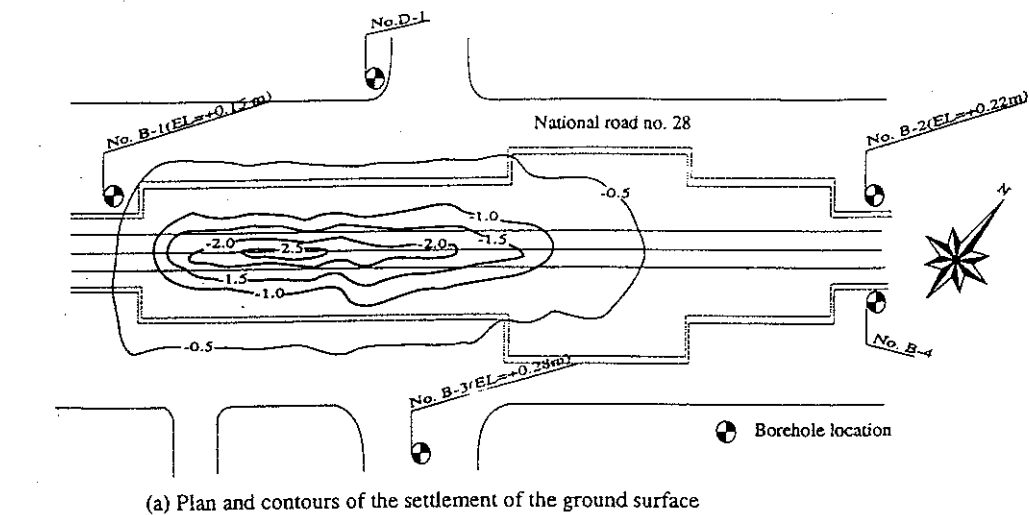 No.D-1
No. B-1(EL=+0.15 m)
National road no. 28
No. B-2(EL=+0.22m)
-0.5
N
-1.0
-2.0
-2.5
-2.0
-1.5
-1.5
-1.0
-0.5
No. B-4
No. B-3(EL=+0.28m)
Borehole location
(a) Plan and contours of the settlement of the ground surface